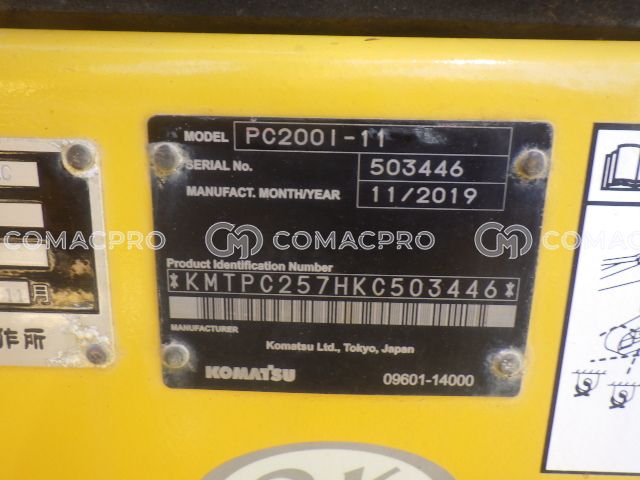 MODEL PC200I-11
SERIAL No. 503446
MANUFACT. MONTH/YEAR 11/2019
COMACPRO COMACPRO COMACPRO
Product Identification Number
*KMTPC257HKC503446*
MANUFACTURER
Komatsu Ltd., Tokyo, Japan
KOMATSU 09601-14000
月
作所